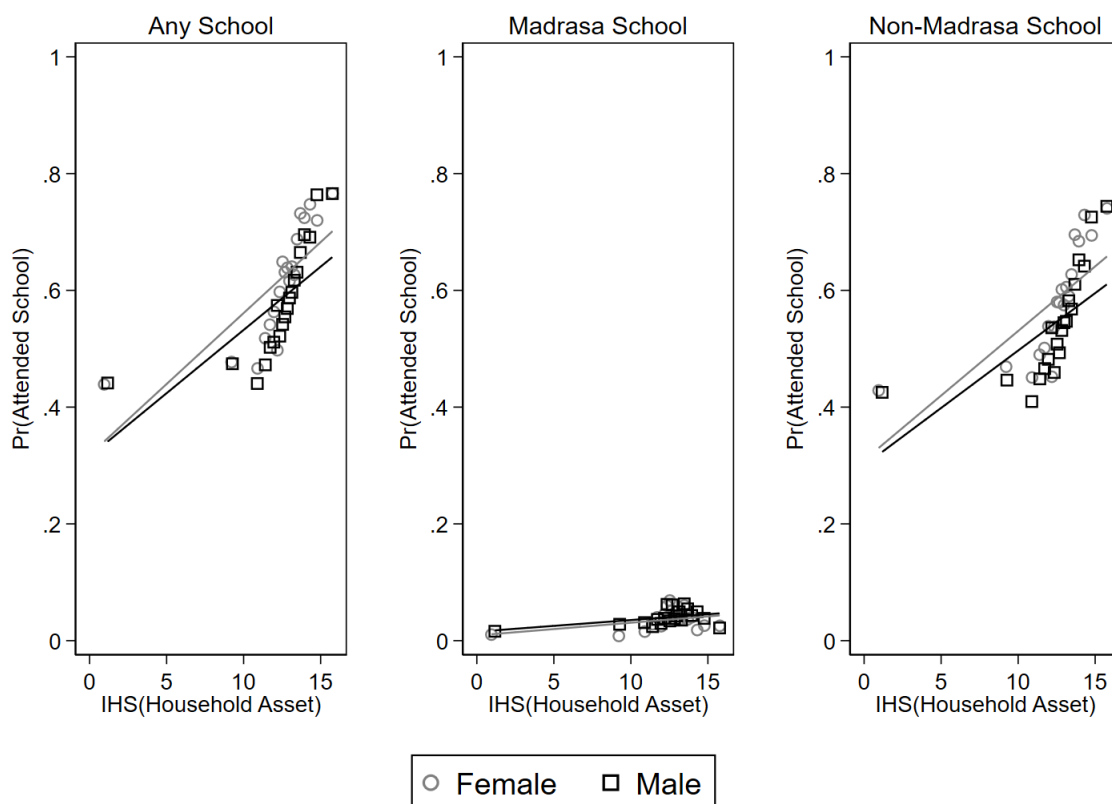 Any School
Madrasa School
Non-Madrasa School
Pr(Attended School)
1
.8
.6
.4
.2
0
0 5 10 15
IHS(Household Asset)
Pr(Attended School)
1
.8
.6
.4
.2
0
0 5 10 15
IHS(Household Asset)
Pr(Attended School)
1
.8
.6
.4
.2
0
0 5 10 15
IHS(Household Asset)
Female Male